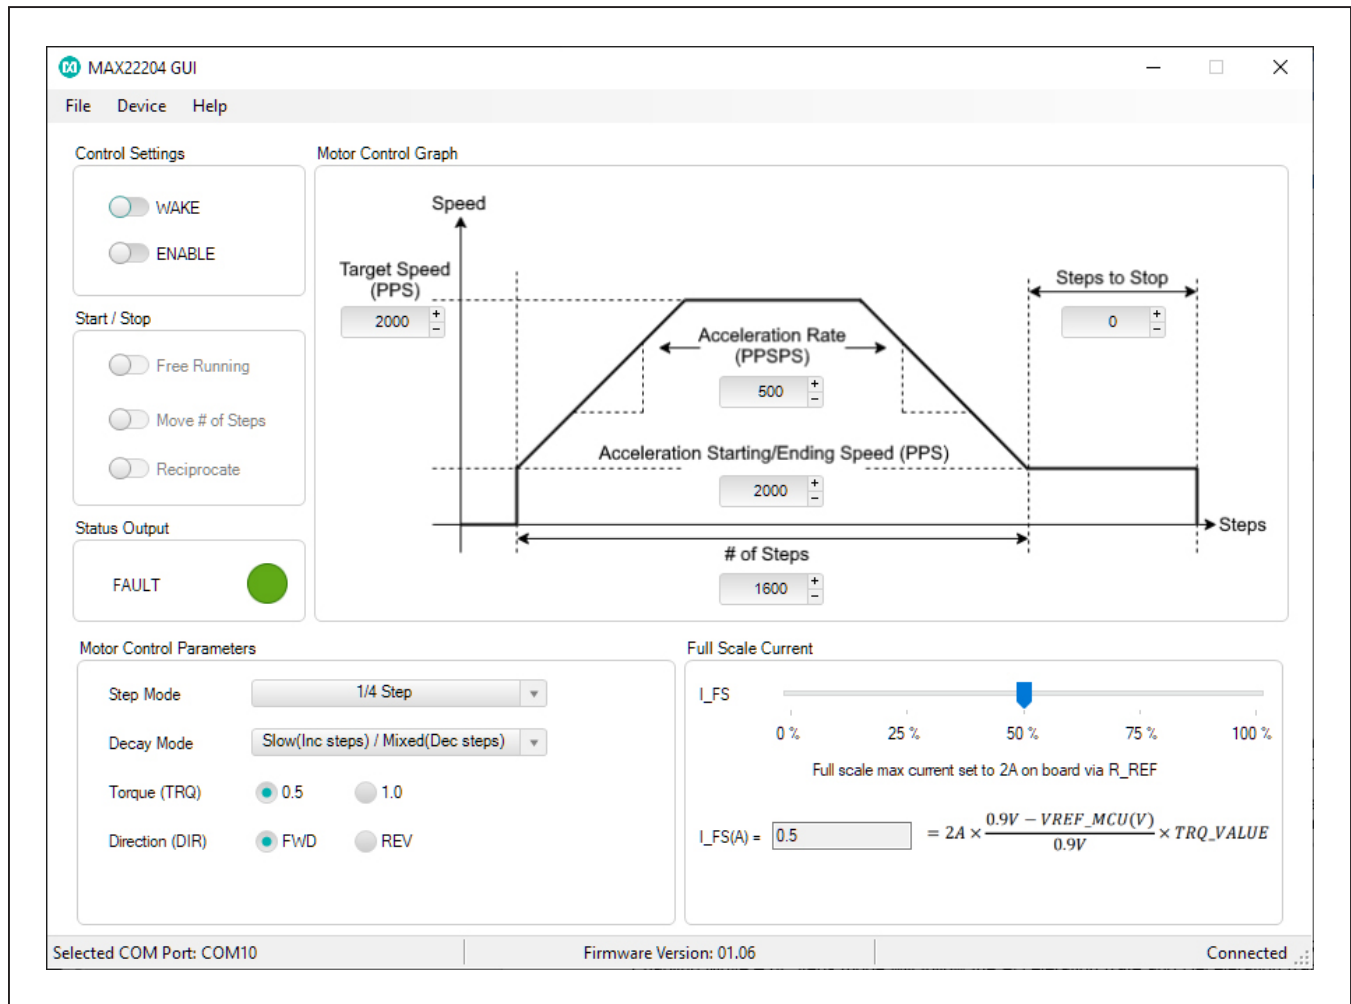 MAX22204 GUI
File Device Help
Control Settings
WAKE
ENABLE
Start / Stop
Free Running
Move # of Steps
Reciprocate
Status Output
FAULT
Motor Control Graph
Speed
Target Speed
(PPS)
2000
Steps to Stop
0
Acceleration Rate
(PPSPS)
500
Acceleration Starting/Ending Speed (PPS)
2000
Steps
# of Steps
1600
Motor Control Parameters
Step Mode 1/4 Step
Decay Mode Slow(Inc steps) / Mixed(Dec steps)
Torque (TRQ) 0.5 1.0
Direction (DIR) FWD REV
Full Scale Current
I_FS
0 % 25 % 50 % 75 % 100 %
Full scale max current set to 2A on board via R_REF
I_FS(A) = 0.5 = 2A × (0.9V − VREF_MCU(V))/0.9V × TRQ_VALUE
Selected COM Port: COM10 Firmware Version: 01.06 Connected